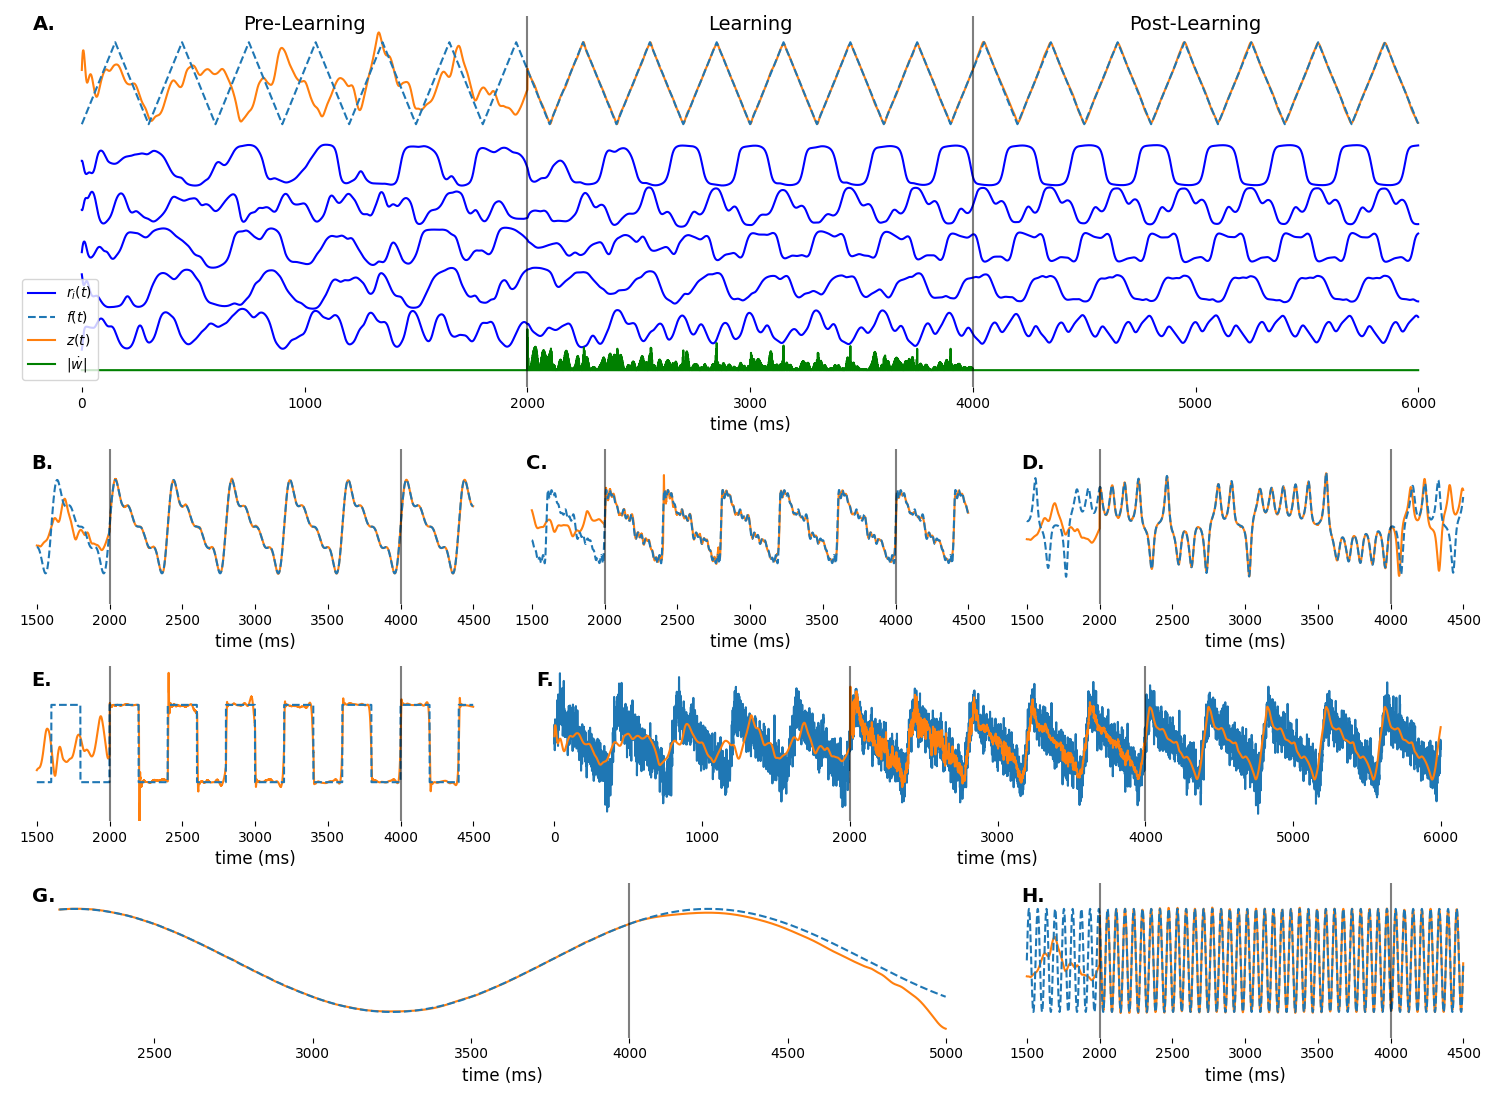 A.
Pre-Learning Learning Post-Learning
r_i(t)
f(t)
z(t)
|ẇ|
0 1000 2000 3000 4000 5000 6000
time (ms)
B. C. D.
1500 2000 2500 3000 3500 4000 4500 1500 2000 2500 3000 3500 4000 4500 1500 2000 2500 3000 3500 4000 4500
time (ms) time (ms) time (ms)
E. F.
1500 2000 2500 3000 3500 4000 4500 0 1000 2000 3000 4000 5000 6000
time (ms) time (ms)
G. H.
2500 3000 3500 4000 4500 5000 1500 2000 2500 3000 3500 4000 4500
time (ms) time (ms)